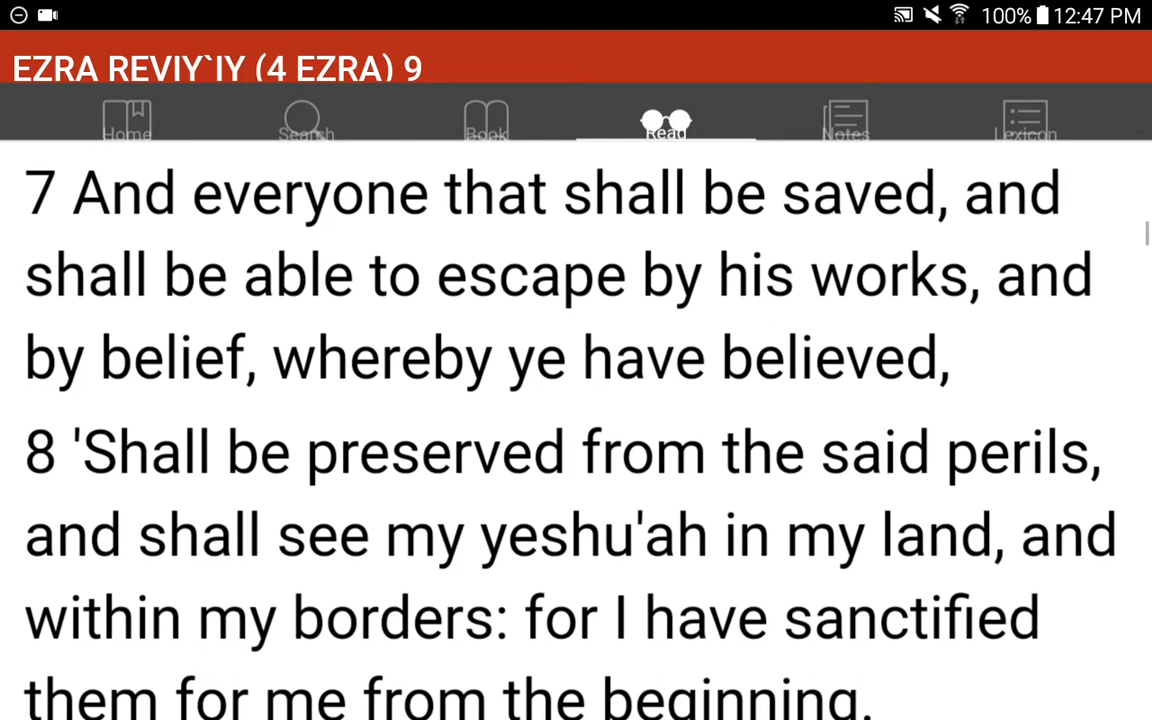 100% 12:47 PM
EZRA REVIY`IY (4 EZRA) 9
Home Search Book Read Notes Lexicon
7 And everyone that shall be saved, and
shall be able to escape by his works, and
by belief, whereby ye have believed,
8 'Shall be preserved from the said perils,
and shall see my yeshu'ah in my land, and
within my borders: for I have sanctified
them for me from the beginning.